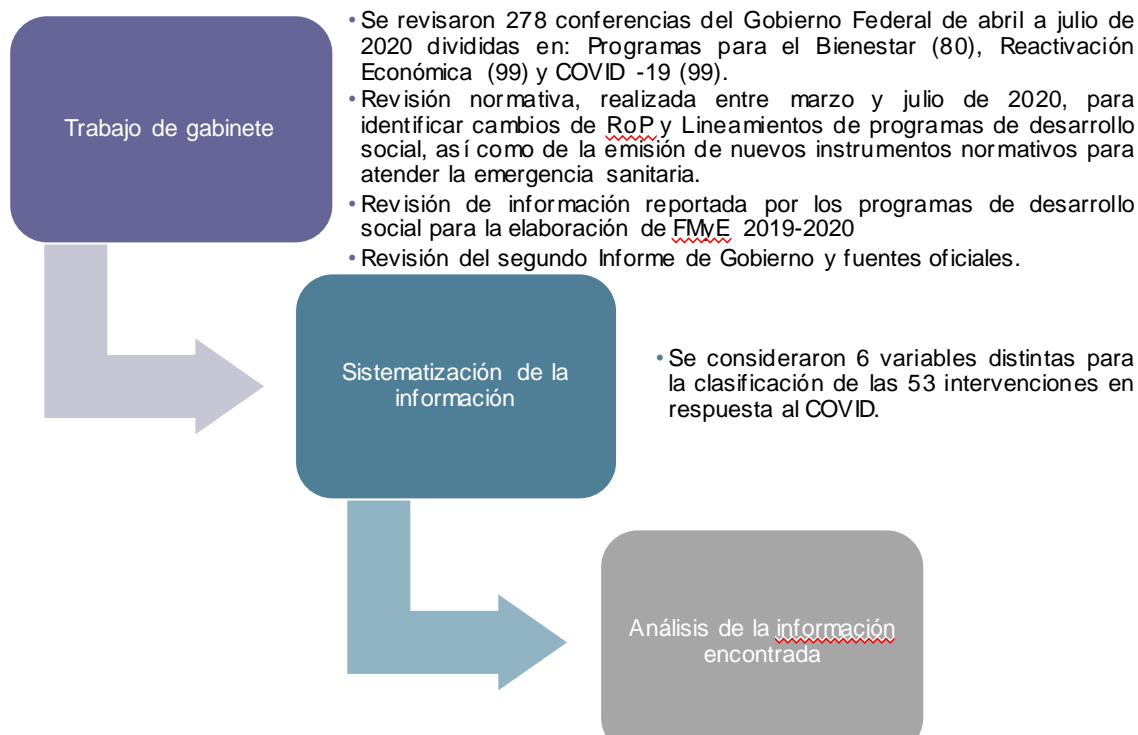 Trabajo de gabinete
• Se revisaron 278 conferencias del Gobierno Federal de abril a julio de
2020 divididas en: Programas para el Bienestar (80), Reactivación
Económica (99) y COVID -19 (99).
• Revisión normativa, realizada entre marzo y julio de 2020, para
identificar cambios de RoP y Lineamientos de programas de desarrollo
social, así como de la emisión de nuevos instrumentos normativos para
atender la emergencia sanitaria.
• Revisión de información reportada por los programas de desarrollo
social para la elaboración de FMyE 2019-2020
• Revisión del segundo Informe de Gobierno y fuentes oficiales.
Sistematización de la
información
• Se consideraron 6 variables distintas para
la clasificación de las 53 intervenciones en
respuesta al COVID.
Análisis de la información
encontrada